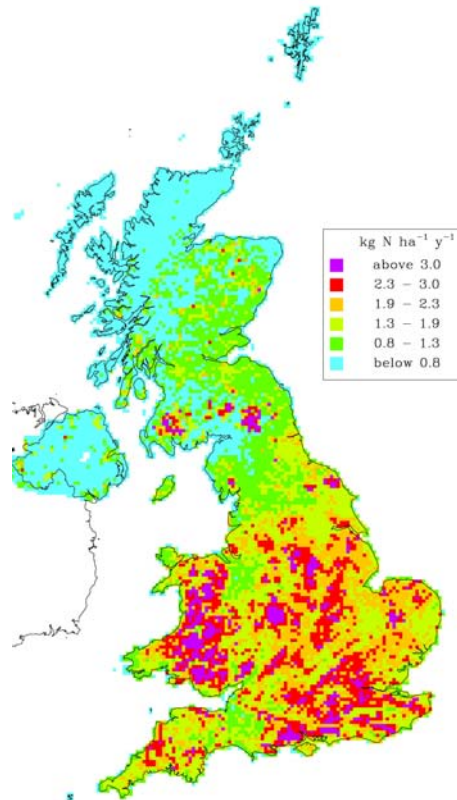 kg N ha⁻¹ y⁻¹
above 3.0
2.3 – 3.0
1.9 – 2.3
1.3 – 1.9
0.8 – 1.3
below 0.8